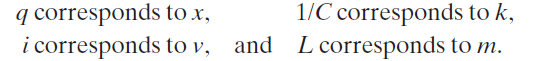 q corresponds to x, 1/C corresponds to k,
i corresponds to v, and L corresponds to m.